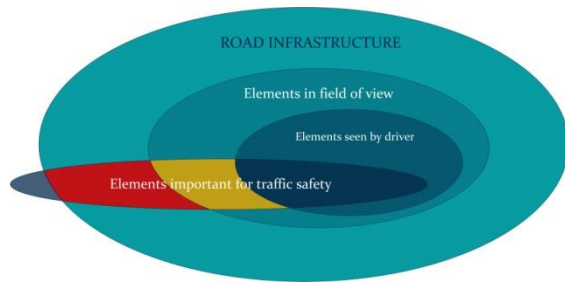 ROAD INFRASTRUCTURE
Elements in field of view
Elements seen by driver
Elements important for traffic safety